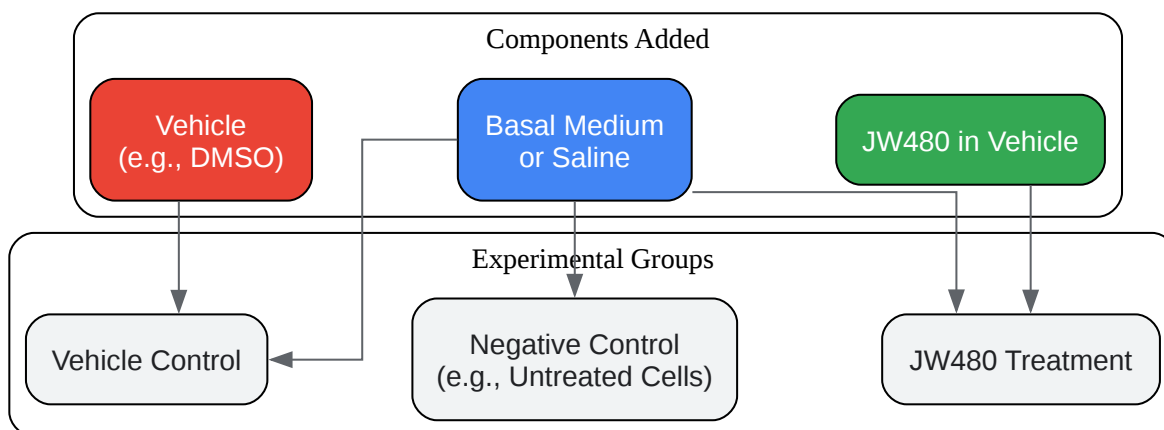 Components Added
Vehicle
(e.g., DMSO)
Basal Medium
or Saline
JW480 in Vehicle
Experimental Groups
Vehicle Control
Negative Control
(e.g., Untreated Cells)
JW480 Treatment